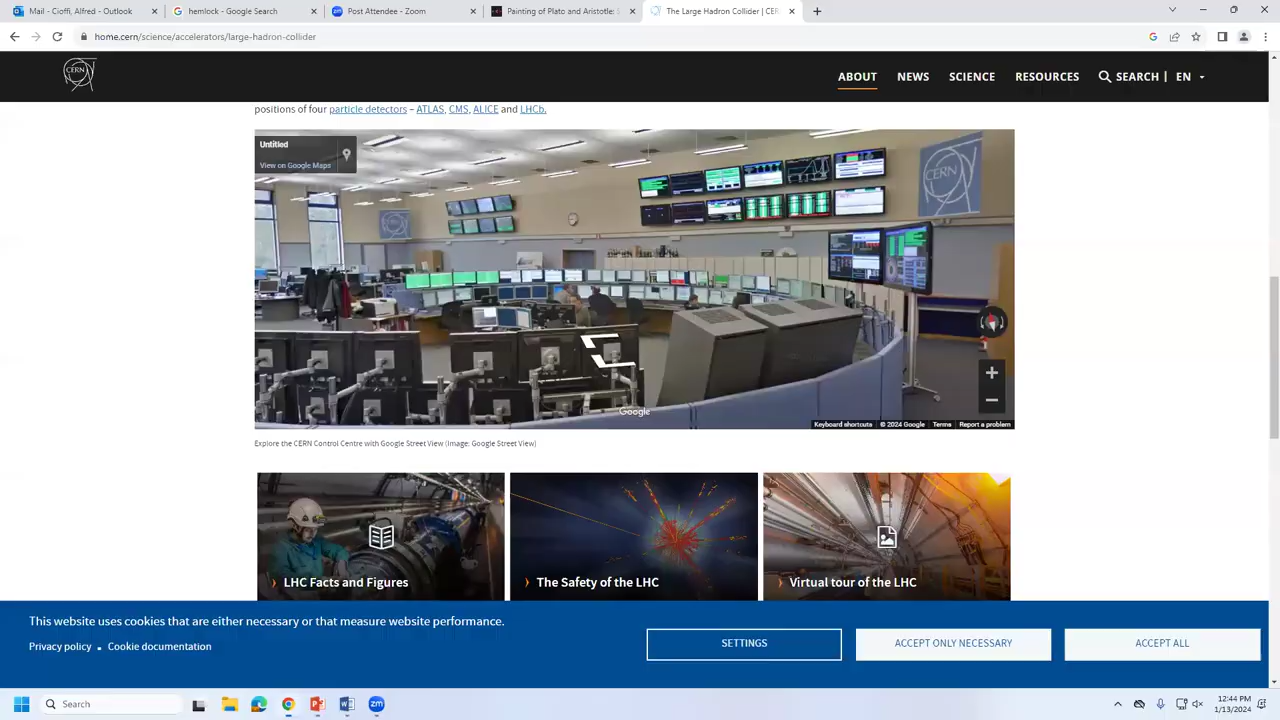 Mail - Cioffi, Alfred - Outlook
hemlock - Google Search
Post Attendee - Zoom
Painting of Plato and Aristotle: S
The Large Hadron Collider | CER
home.cern/science/accelerators/large-hadron-collider
CERN
ABOUT NEWS SCIENCE RESOURCES SEARCH | EN
positions of four particle detectors – ATLAS, CMS, ALICE and LHCb.
Untitled
View on Google Maps
CERN
Google
Keyboard shortcuts © 2024 Google Terms Report a problem
Explore the CERN Control Centre with Google Street View (Image: Google Street View)
› LHC Facts and Figures
› The Safety of the LHC
› Virtual tour of the LHC
This website uses cookies that are either necessary or that measure website performance.
Privacy policy • Cookie documentation
SETTINGS
ACCEPT ONLY NECESSARY
ACCEPT ALL
Search
zm
12:44 PM
1/13/2024